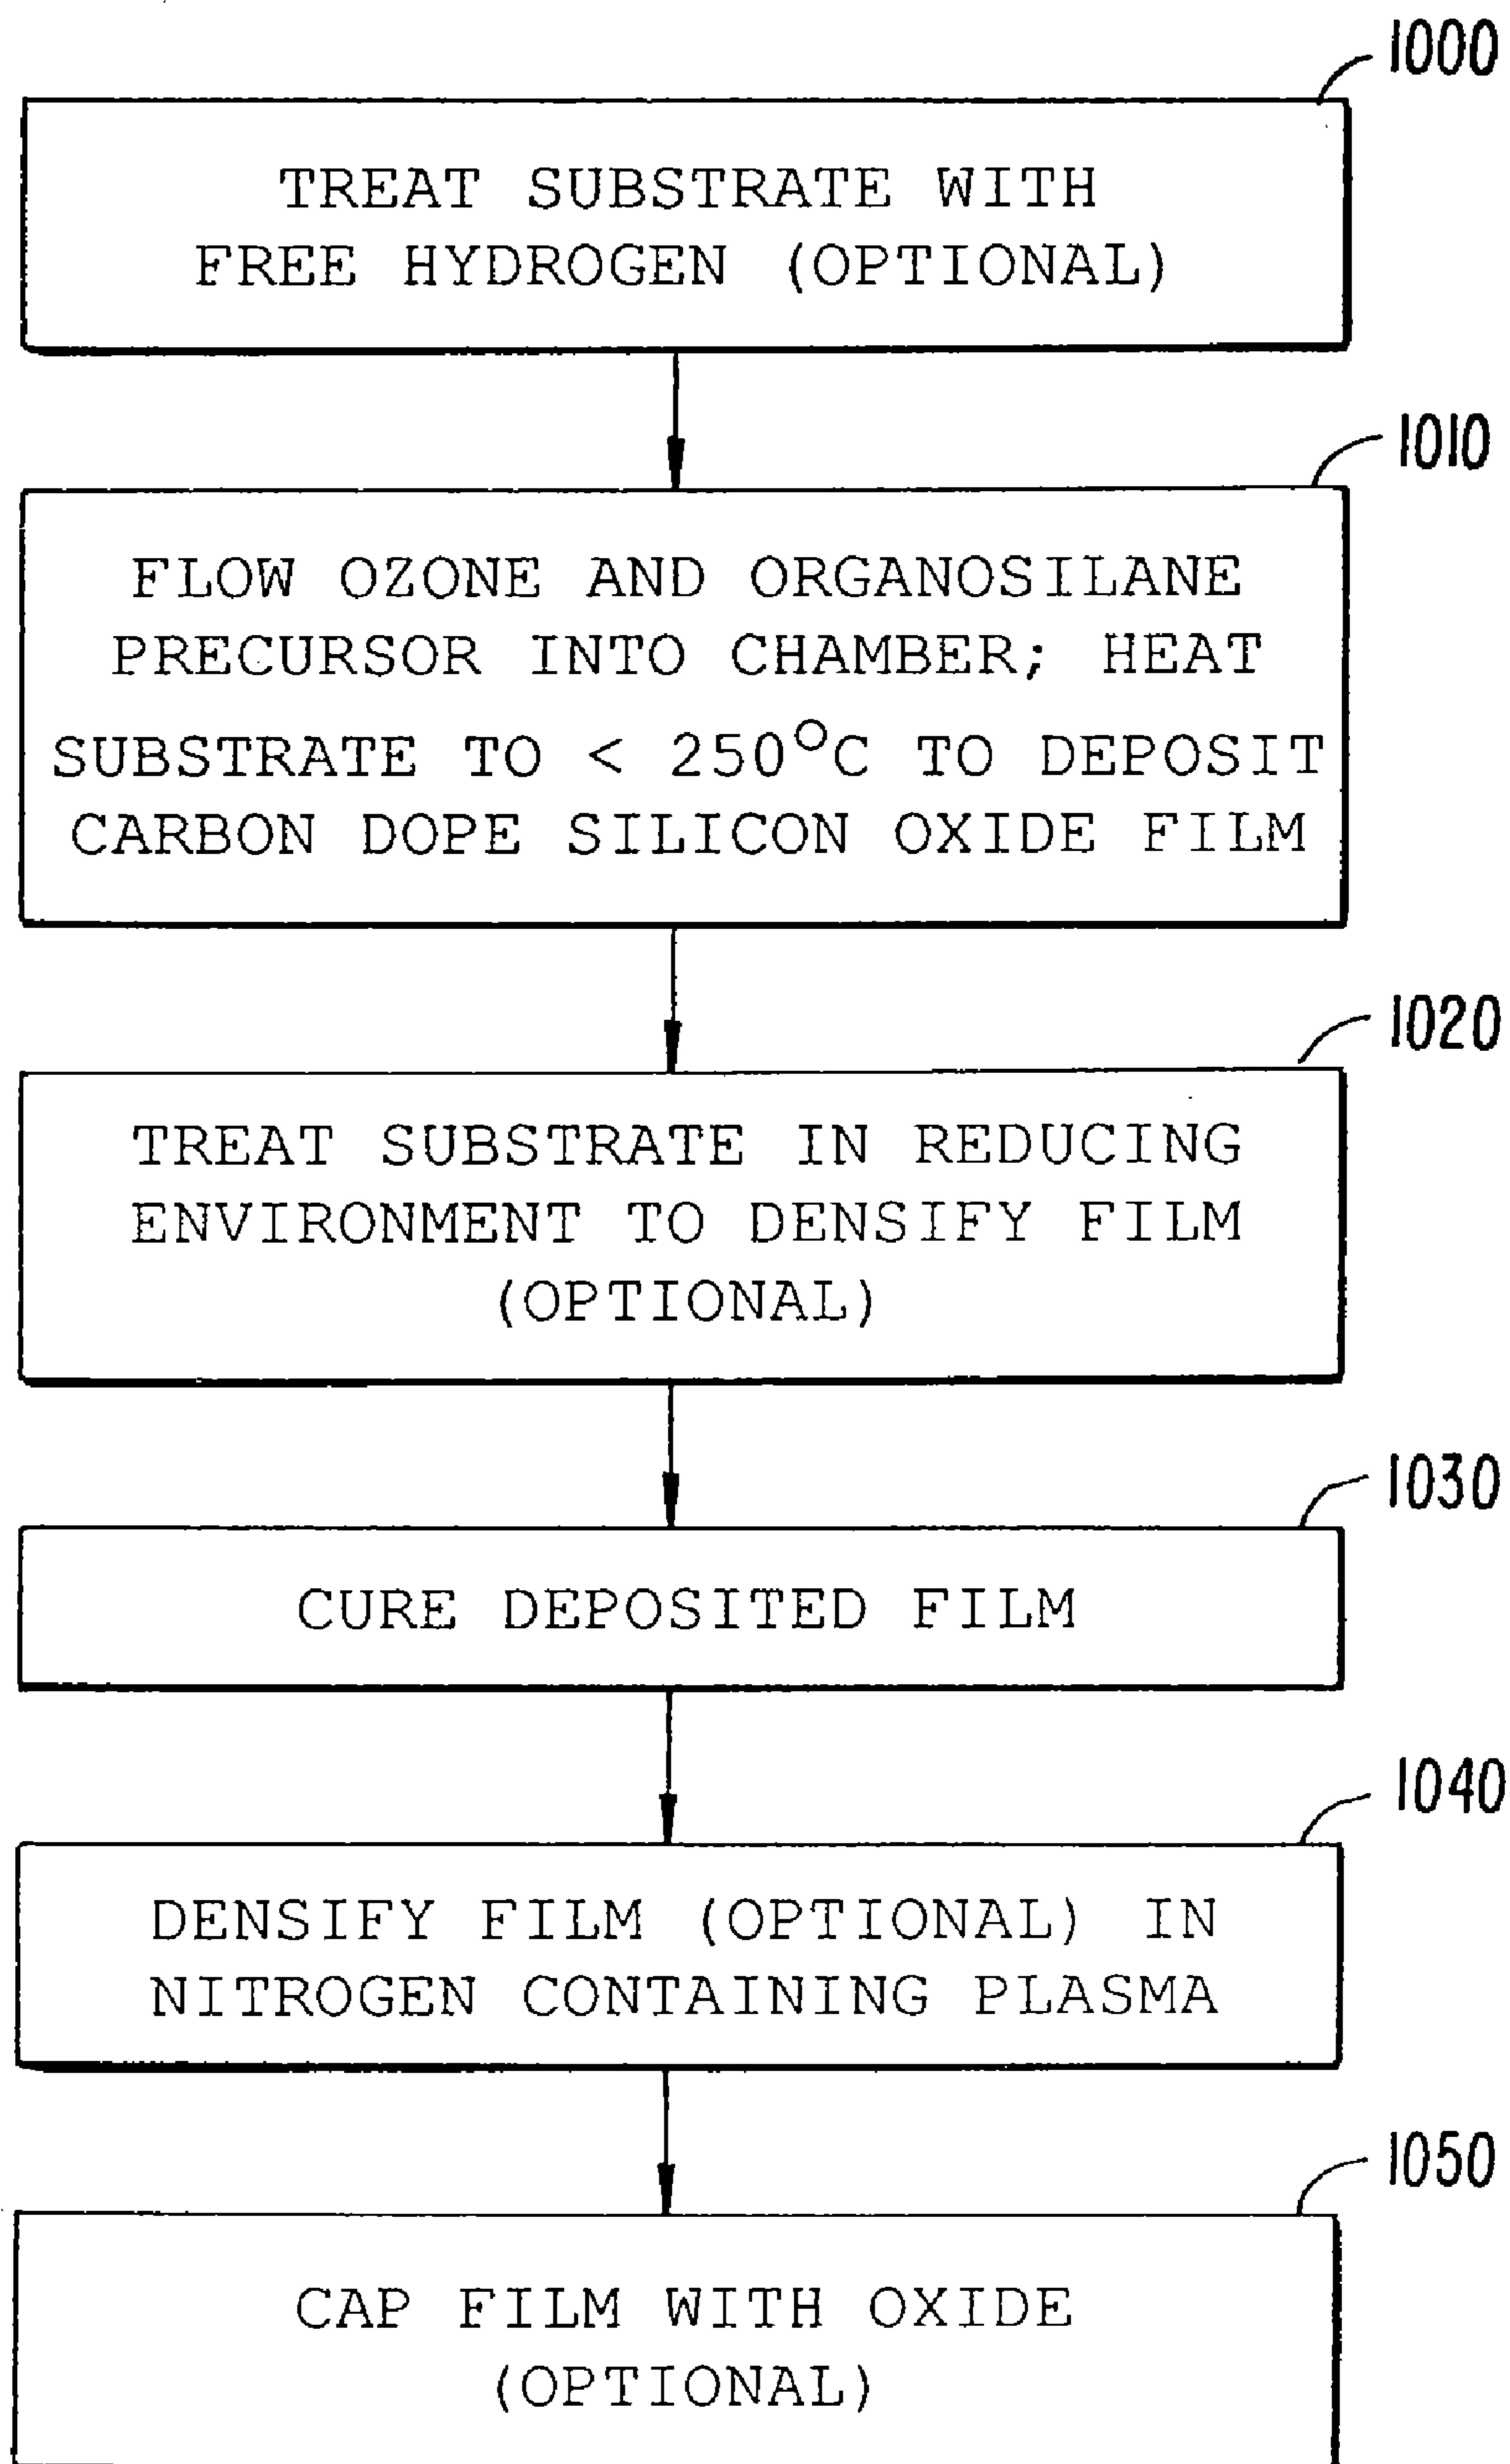 1000
TREAT SUBSTRATE WITH
FREE HYDROGEN (OPTIONAL)
1010
FLOW OZONE AND ORGANOSILANE
PRECURSOR INTO CHAMBER; HEAT
SUBSTRATE TO < 250°C TO DEPOSIT
CARBON DOPE SILICON OXIDE FILM
1020
TREAT SUBSTRATE IN REDUCING
ENVIRONMENT TO DENSIFY FILM
(OPTIONAL)
1030
CURE DEPOSITED FILM
1040
DENSIFY FILM (OPTIONAL) IN
NITROGEN CONTAINING PLASMA
1050
CAP FILM WITH OXIDE
(OPTIONAL)